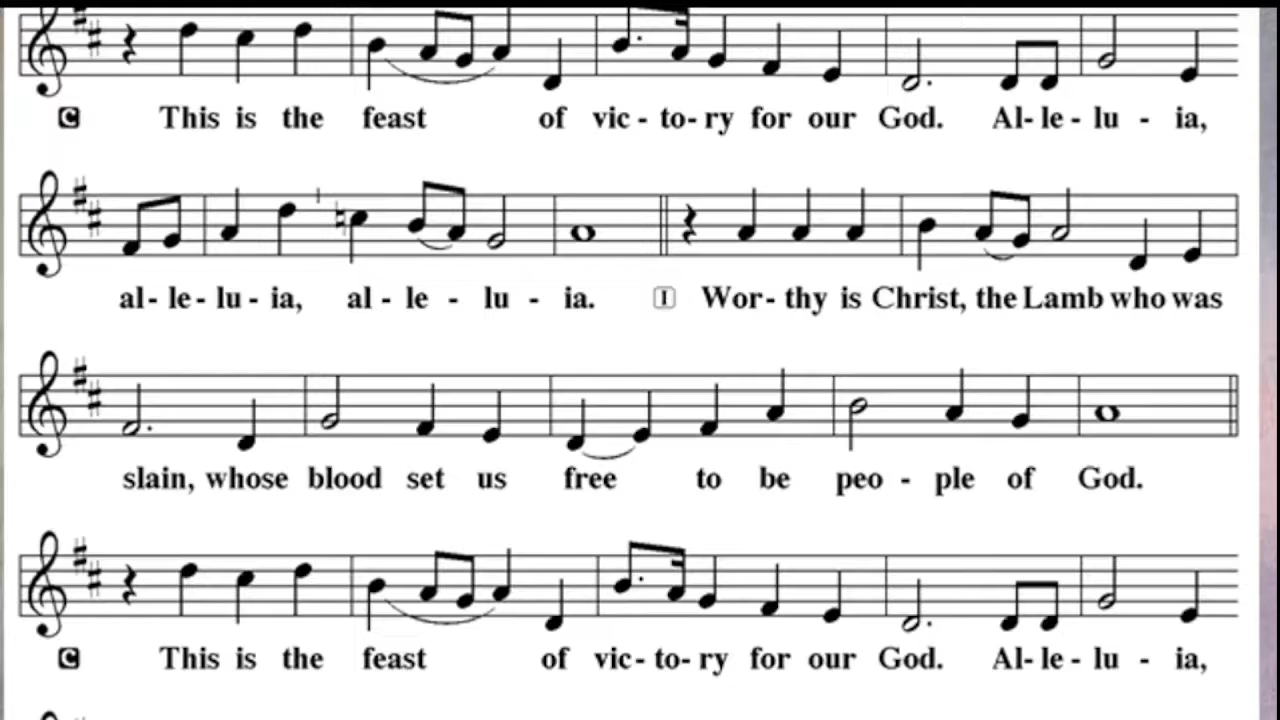 C This is the feast of vic - to- ry for our God. Al- le - lu - ia,
al - le - lu - ia, al - le - lu - ia. I Wor - thy is Christ, the Lamb who was
slain, whose blood set us free to be peo - ple of God.
C This is the feast of vic - to- ry for our God. Al- le - lu - ia,